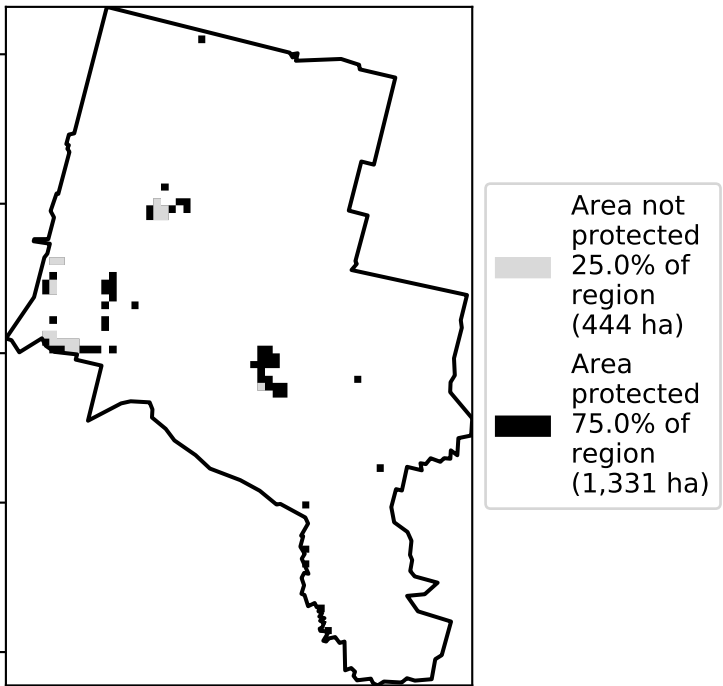 Area not
protected
25.0% of
region
(444 ha)
Area
protected
75.0% of
region
(1,331 ha)